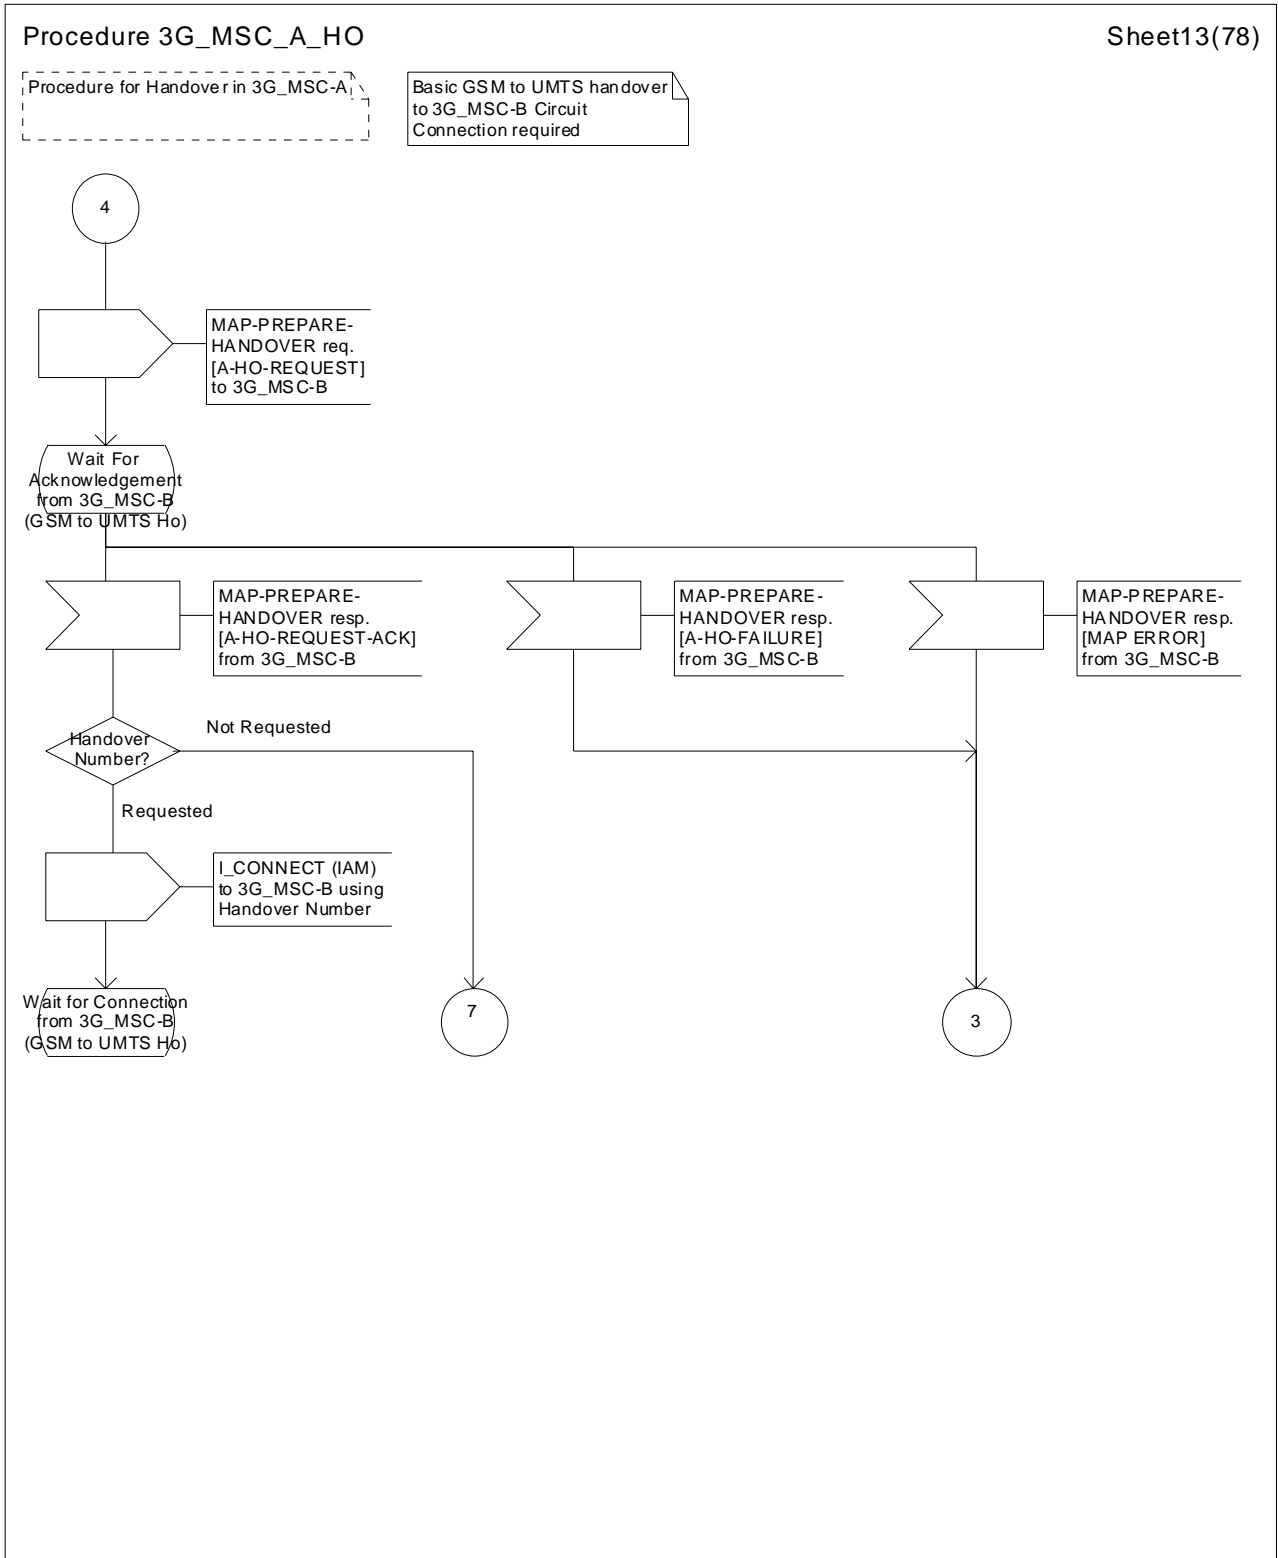 Procedure 3G_MSC_A_HO
Sheet13(78)
Procedure for Handover in 3G_MSC-A
Basic GSM to UMTS handover
to 3G_MSC-B Circuit
Connection required
4
MAP-PREPARE-
HANDOVER req.
[A-HO-REQUEST]
to 3G_MSC-B
Wait For
Acknowledgement
from 3G_MSC-B
(GSM to UMTS Ho)
MAP-PREPARE-
HANDOVER resp.
[A-HO-REQUEST-ACK]
from 3G_MSC-B
MAP-PREPARE-
HANDOVER resp.
[A-HO-FAILURE]
from 3G_MSC-B
MAP-PREPARE-
HANDOVER resp.
[MAP ERROR]
from 3G_MSC-B
Handover
Number?
Not Requested
Requested
I_CONNECT (IAM)
to 3G_MSC-B using
Handover Number
Wait for Connection
from 3G_MSC-B
(GSM to UMTS Ho)
7
3